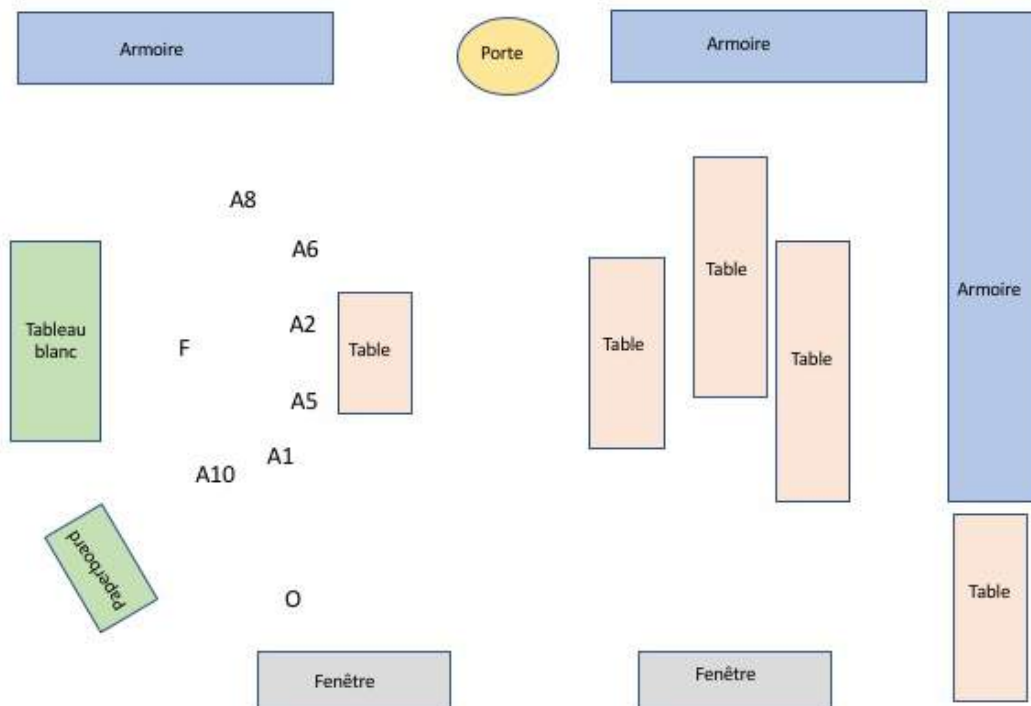 Armoire
Porte
Armoire
A8
A6
Table
Armoire
Tableau
blanc
F
A2
Table
Table
Table
A5
A1
A10
Paperboard
O
Table
Fenêtre
Fenêtre